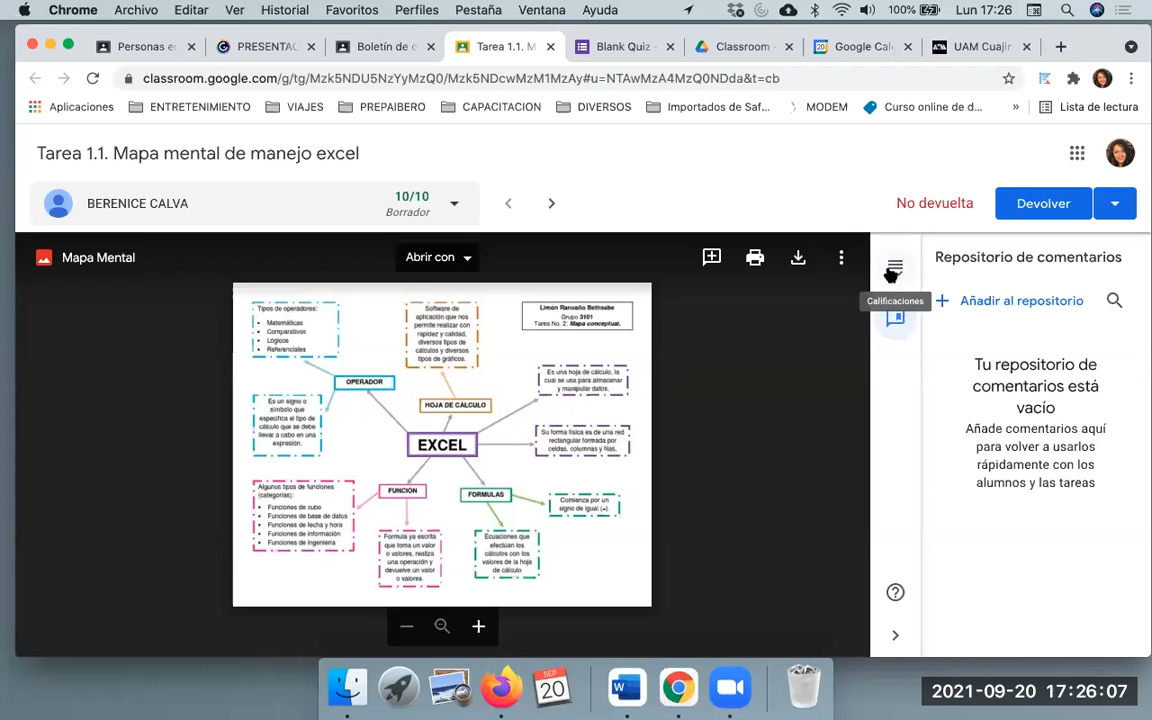 Chrome Archivo Editar Ver Historial Favoritos Perfiles Pestaña Ventana Ayuda 100% Lun 17:26
Personas e
PRESENTAC
Boletín de c
Tarea 1.1. M
Blank Quiz -
Classroom -
Google Cal
UAM Cuajin
classroom.google.com/g/tg/Mzk5NDU5NzYyMzQ0/Mzk5NDcwMzM1MzAy#u=NTAwMzA4MzQ0NDda&t=cb
Aplicaciones ENTRETENIMIENTO VIAJES PREPAIBERO CAPACITACION DIVERSOS Importados de Saf... MODEM Curso online de d... » Lista de lectura
Tarea 1.1. Mapa mental de manejo excel
BERENICE CALVA
10/10
Borrador
No devuelta
Devolver
Mapa Mental
Abrir con
Tipos de operadores:
• Matemáticas
• Comparativos
• Lógicos
• Referenciales
Software de
aplicación que nos
permite realizar con
rapidez y calidad,
diversos tipos de
cálculos y diversos
tipos de gráficos.
Limón Ranceño Bethsabe
Grupo 3101
Tarea No. 2: Mapa conceptual.
OPERADOR
Es una hoja de cálculo, la
cual se usa para almacenar
y manipular datos.
Es un signo o
símbolo que
especifica el tipo de
cálculo que se debe
llevar a cabo en una
expresión.
HOJA DE CÁLCULO
EXCEL
Su forma física es de una red
rectangular formada por
celdas, columnas y filas.
Algunos tipos de funciones
(categorías):
• Funciones de cubo
• Funciones de base de datos
• Funciones de fecha y hora
• Funciones de información
• Funciones de ingeniería
FUNCIÓN
FORMULAS
Comienza por un
signo de igual (=).
Formula ya escrita
que toma un valor
o valores, realiza
una operación y
devuelve un valor
o valores.
Ecuaciones que
efectúan los
cálculos con los
valores de la hoja
de cálculo
Calificaciones
Repositorio de comentarios
+ Añadir al repositorio
Tu repositorio de
comentarios está
vacío
Añade comentarios aquí
para volver a usarlos
rápidamente con los
alumnos y las tareas
SEP
20
W
2021-09-20 17:26:07